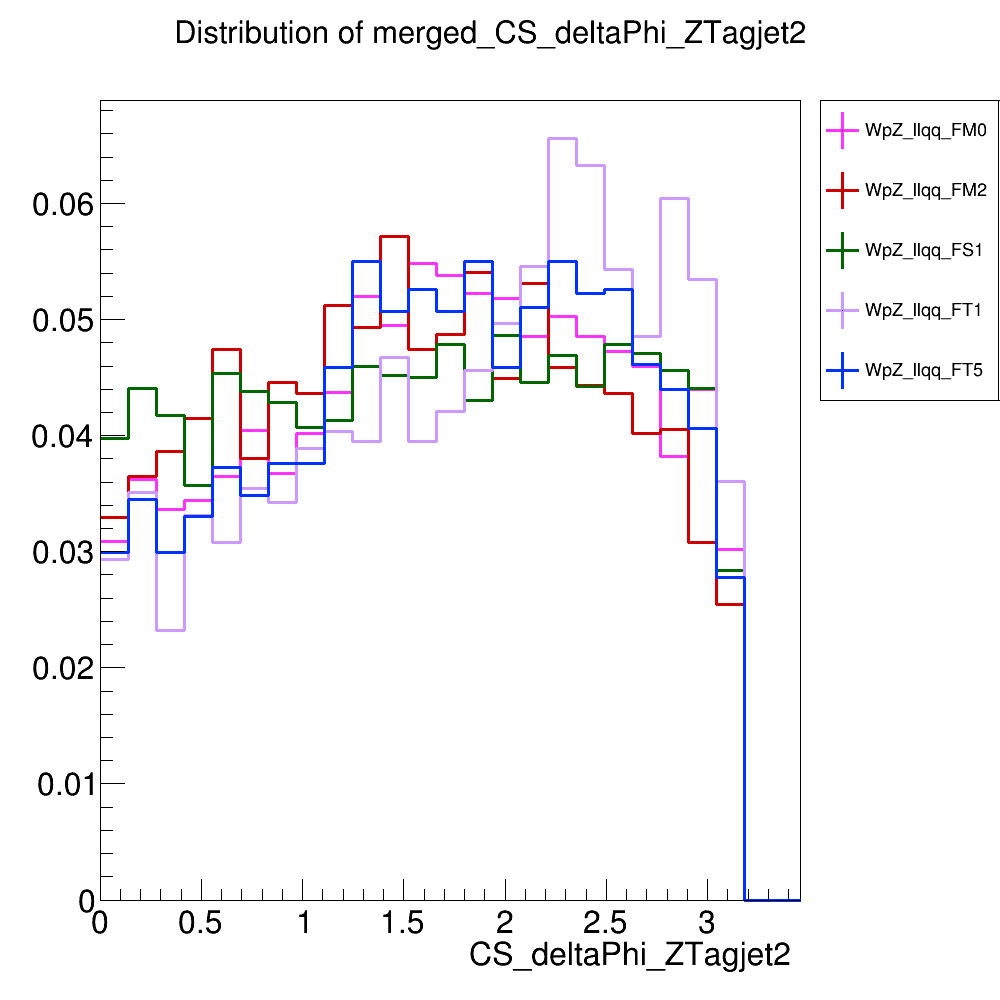 Distribution of merged_CS_deltaPhi_ZTagjet2
WpZ_llqq_FM0
WpZ_llqq_FM2
WpZ_llqq_FS1
WpZ_llqq_FT1
WpZ_llqq_FT5
0.06
0.05
0.04
0.03
0.02
0.01
0
0 0.5 1 1.5 2 2.5 3
CS_deltaPhi_ZTagjet2